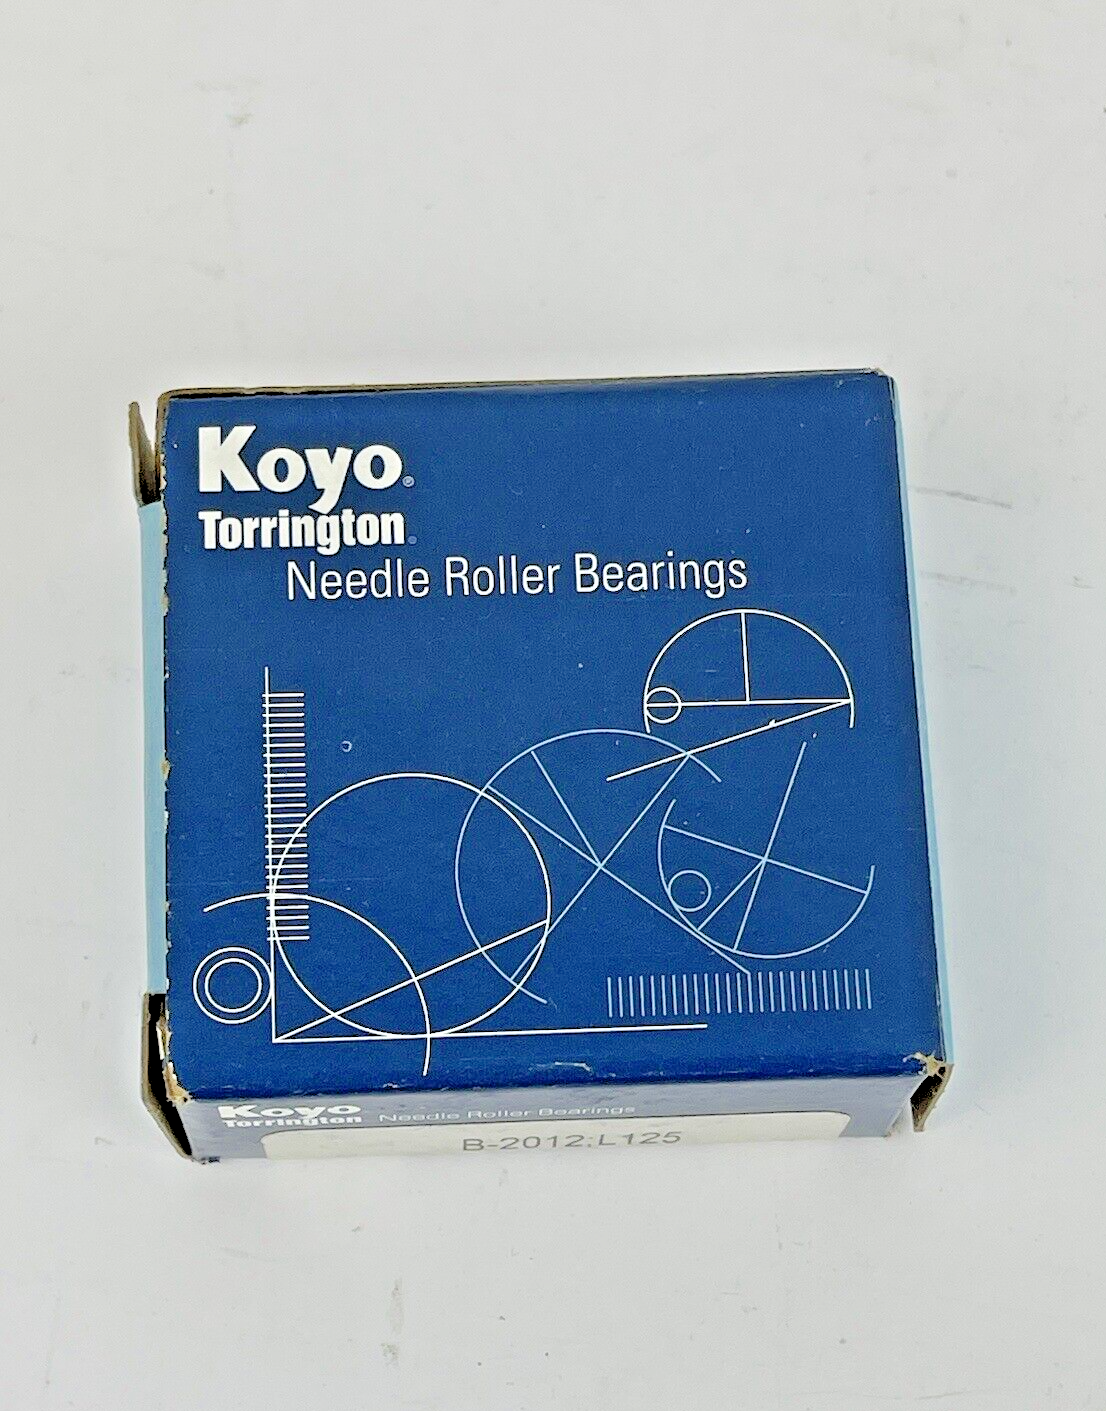 Koyo®
Torrington®
Needle Roller Bearings
Koyo
Torrington Needle Roller Bearings
B-2012;L125